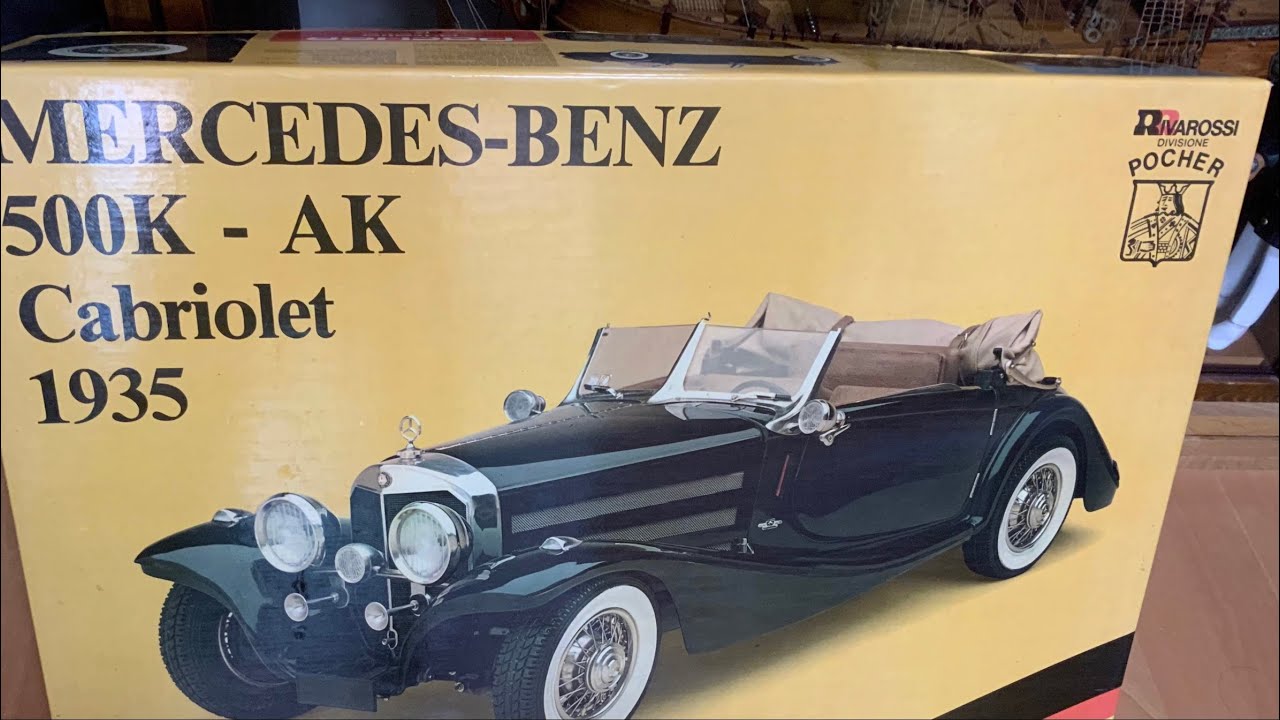 MERCEDES-BENZ
500K - AK
Cabriolet
1935
RIVAROSSI
DIVISIONE
POCHER